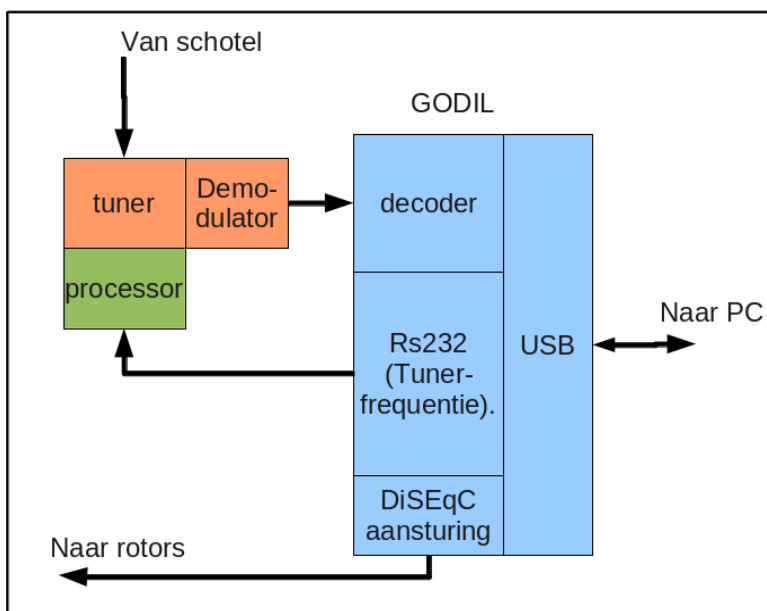 Van schotel
GODIL
tuner
Demo-
dulator
decoder
processor
Rs232
(Tuner-
frequentie).
USB
Naar PC
DiSEqC
aansturing
Naar rotors